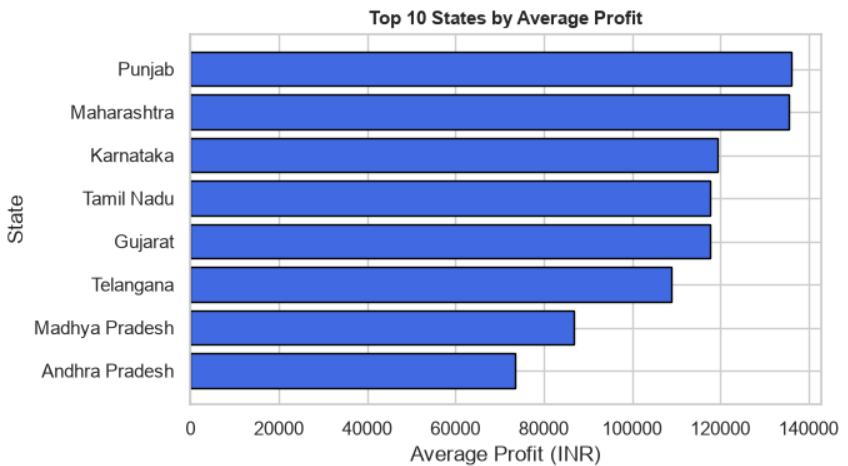 Top 10 States by Average Profit
State
Punjab
Maharashtra
Karnataka
Tamil Nadu
Gujarat
Telangana
Madhya Pradesh
Andhra Pradesh
0 20000 40000 60000 80000 100000 120000 140000
Average Profit (INR)